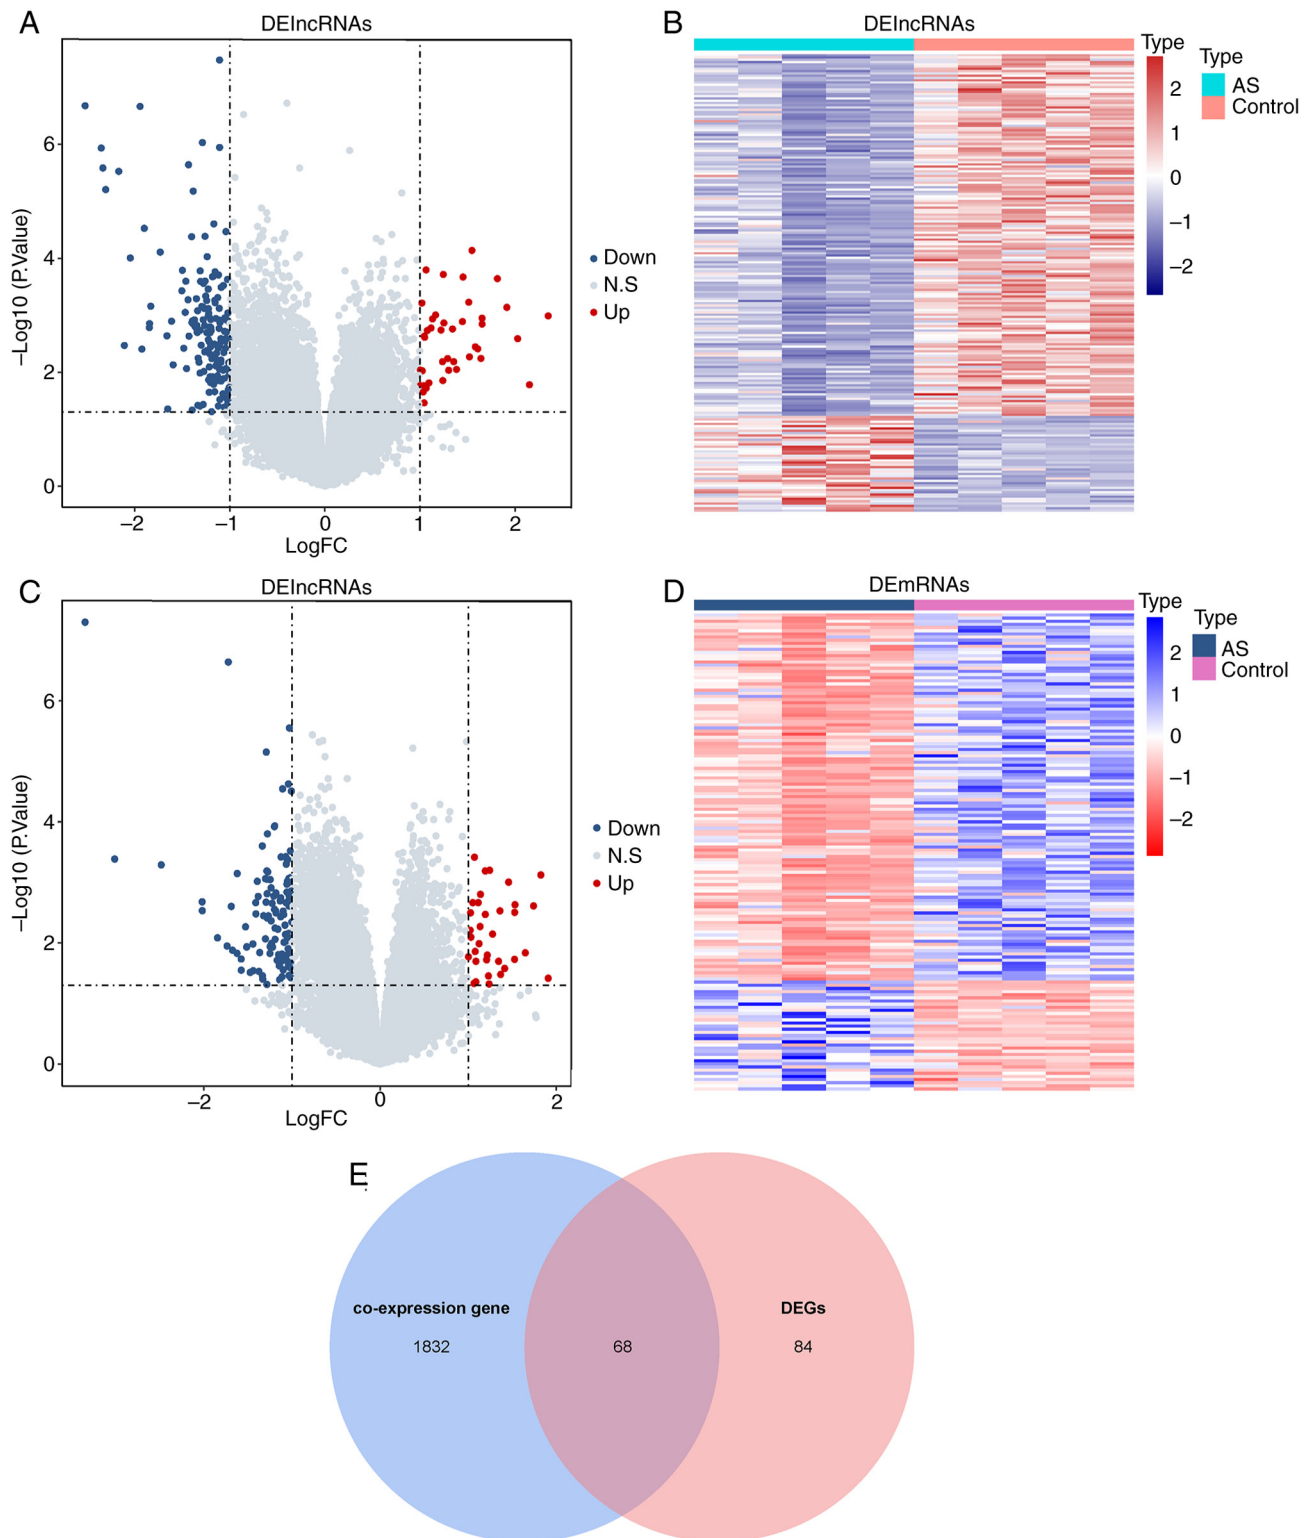 A
DElncRNAs
−Log10 (P.Value)
6
4
2
0
−2
−1
0
1
2
LogFC
Down
N.S
Up
B
DElncRNAs
Type
2
1
0
−1
−2
Type
AS
Control
C
DElncRNAs
−Log10 (P.Value)
6
4
2
0
−2
0
2
LogFC
Down
N.S
Up
D
DEmRNAs
Type
2
1
0
−1
−2
Type
AS
Control
E
co-expression gene
1832
68
DEGs
84